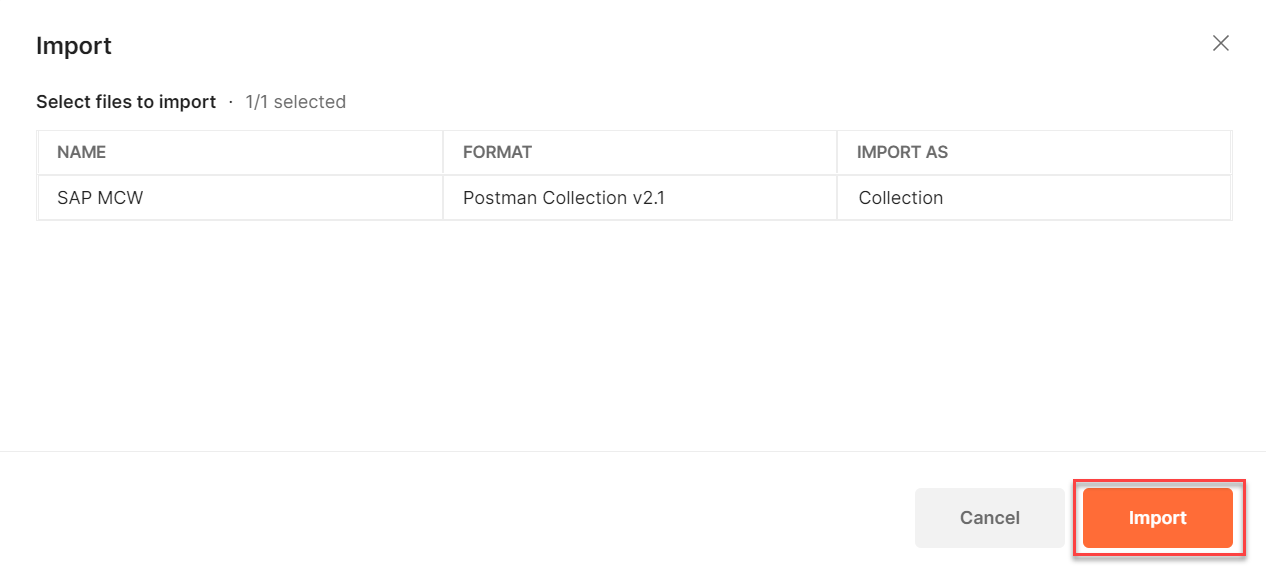 Import
Select files to import · 1/1 selected
NAME FORMAT IMPORT AS
SAP MCW Postman Collection v2.1 Collection
Cancel Import